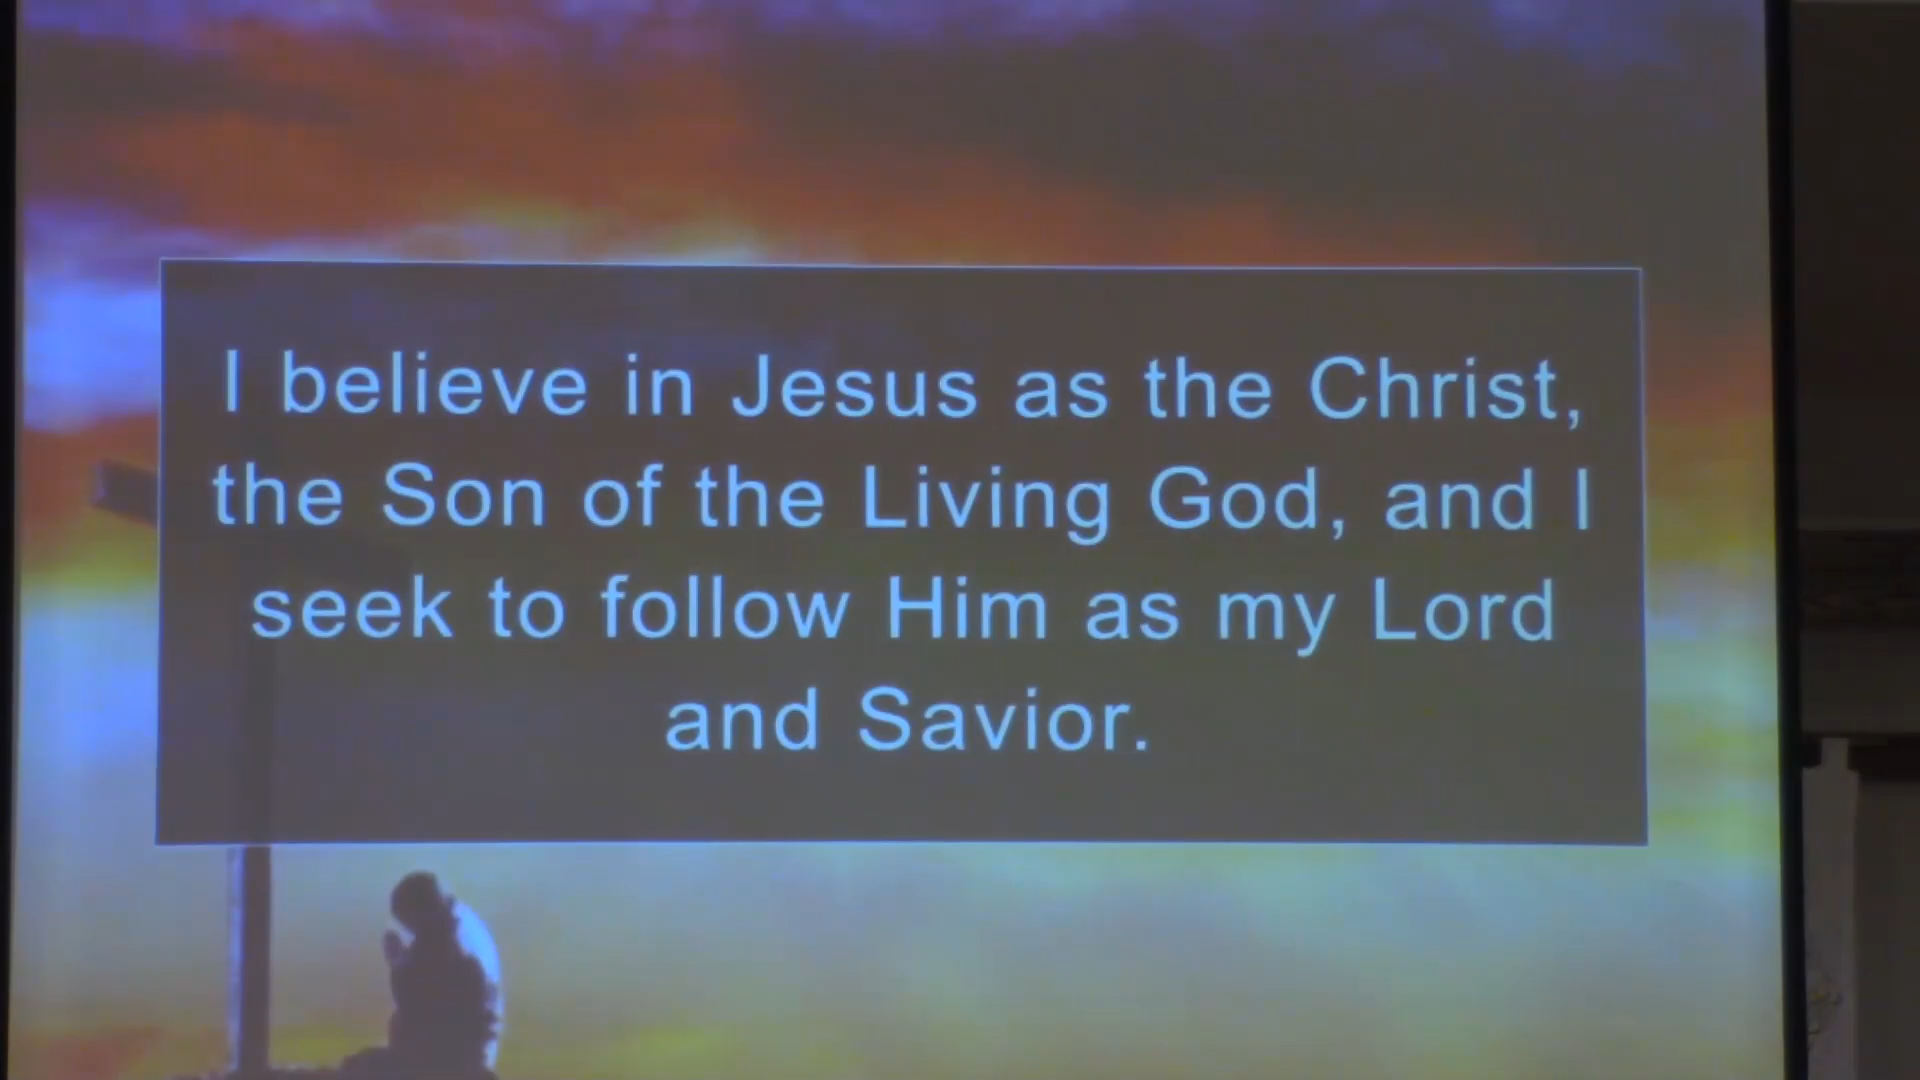 I believe in Jesus as the Christ,
the Son of the Living God, and I
seek to follow Him as my Lord
and Savior.